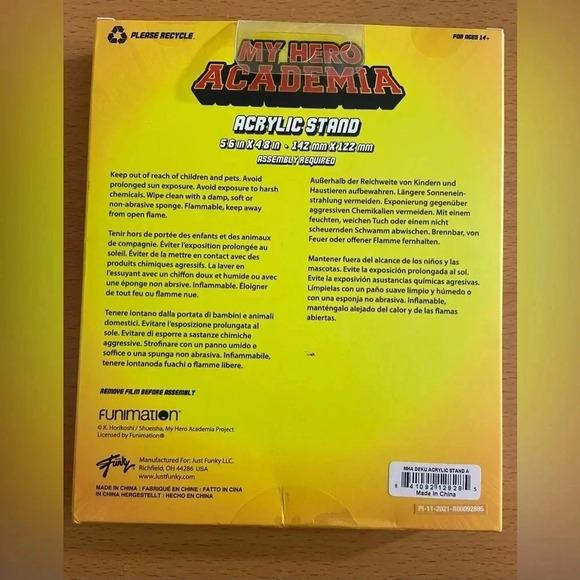 PLEASE RECYCLE.
FOR AGES 14+
MY HERO
ACADEMIA
ACRYLIC STAND
5.6 in X 4.8 in • 142 mm X 122 mm
ASSEMBLY REQUIRED
Keep out of reach of children and pets. Avoid
prolonged sun exposure. Avoid exposure to harsh
chemicals. Wipe clean with a damp, soft or
non-abrasive sponge. Flammable, keep away
from open flame.
Tenir hors de portée des enfants et des animaux
de compagnie. Éviter l'exposition prolongée au
soleil. Éviter de la mettre en contact avec des
produits chimiques agressifs. La laver en
l'essuyant avec un chiffon doux et humide ou avec
une éponge non abrsive. Inflammable. Éloigner
de tout feu ou flamme nue.
Tenere lontano dalla portata di bambini e animali
domestici. Evitare l'esposizione prolungata al
sole. Evitare di esporre a sastanze chimiche
aggressive. Strofinare con un panno umido e
soffice o una spunga non abrasiva. Infiammabile,
tenere lontanoda fuachi o flamme libere.
Außerhalb der Reichweite von Kindern und
Haustieren aufbewahren. Längere Sonnenein-
strahlung vermeiden. Exponierung gegenüber
aggressiven Chemikalien vermeiden. Mit einem
feuchten, weichen Tuch oder einem nicht
scheuernden Schwamm abwischen. Brennbar, von
Feuer oder offener Flamme fernhalten.
Mantener fuera del alcance de los niños y las
mascotas. Evite la exposición prolongada al sol.
Evite la exposivión asustancias químicas agresivas.
Límpielas con un paño suave limpio y húmedo o
con una esponja no abrasiva. Inflamable,
manténgalo alejado del calor y de las flamas
abiertas.
REMOVE FILM BEFORE ASSEMBLY
FUNIMATION®
© K. Horikoshi / Shueisha, My Hero Academia Project
Licensed by Funimation®
Funky
Manufactured For: Just Funky LLC.
Richfield, OH 44286 USA
www.JustFunky.com
MADE IN CHINA : FABRIQUÉ EN CHINE : FATTO IN CINA
IN CHINA HERGESTELLT : HECHO EN CHINA
MHA DEKU ACRYLIC STAND A
8 41092 12828 5
Made In China
PI-11-2021-R00092895